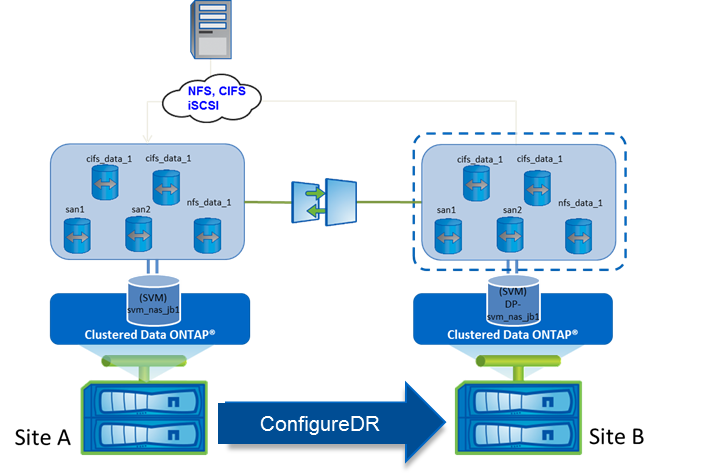 NFS, CIFS
iSCSI
cifs_data_1 cifs_data_1
san1 san2 nfs_data_1
(SVM)
svm_nas_jb1
Clustered Data ONTAP®
cifs_data_1 cifs_data_1
san1 san2 nfs_data_1
(SVM)
DP-
svm_nas_jb1
Clustered Data ONTAP®
Site A
ConfigureDR
Site B